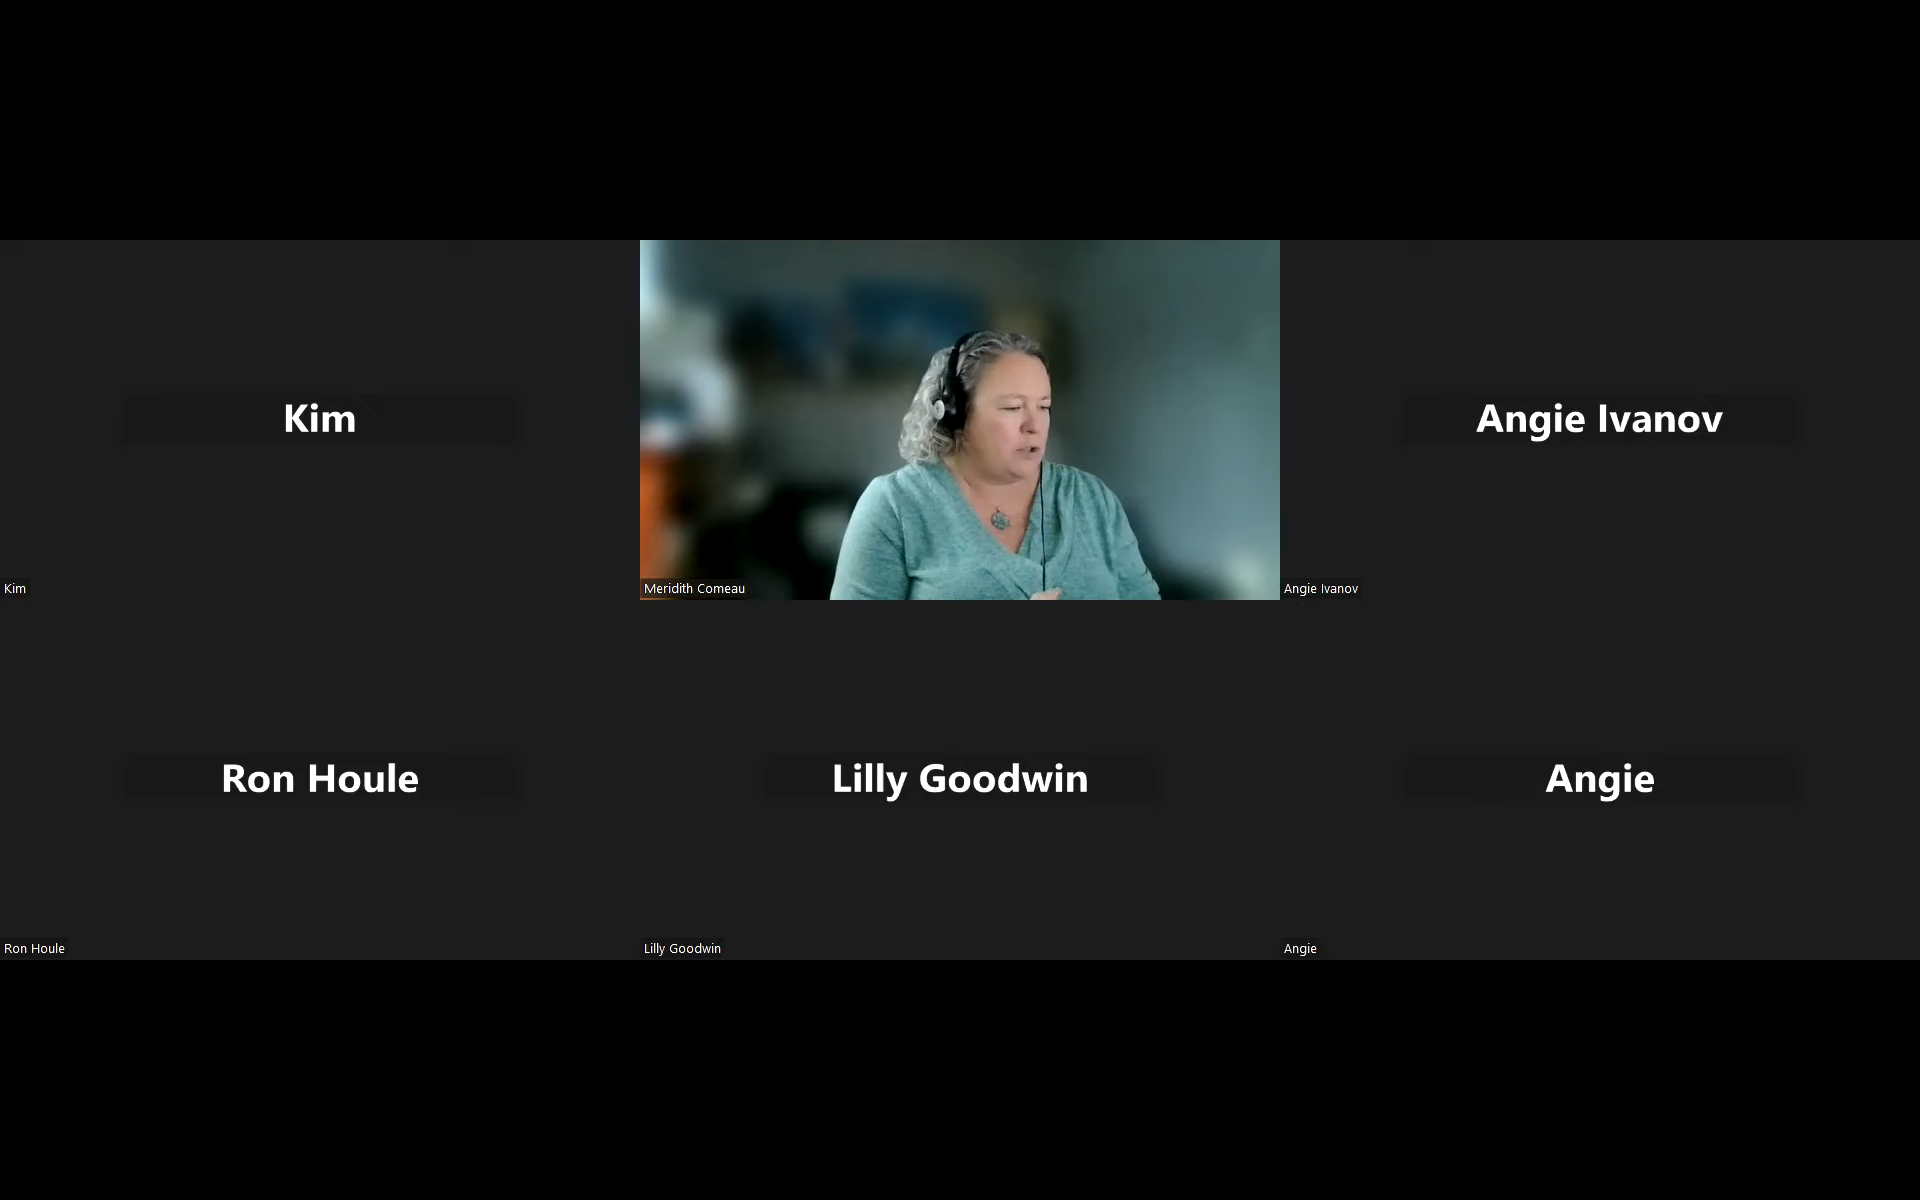 Kim
Angie Ivanov
Kim
Meridith Comeau
Angie Ivanov
Ron Houle
Lilly Goodwin
Angie
Ron Houle
Lilly Goodwin
Angie